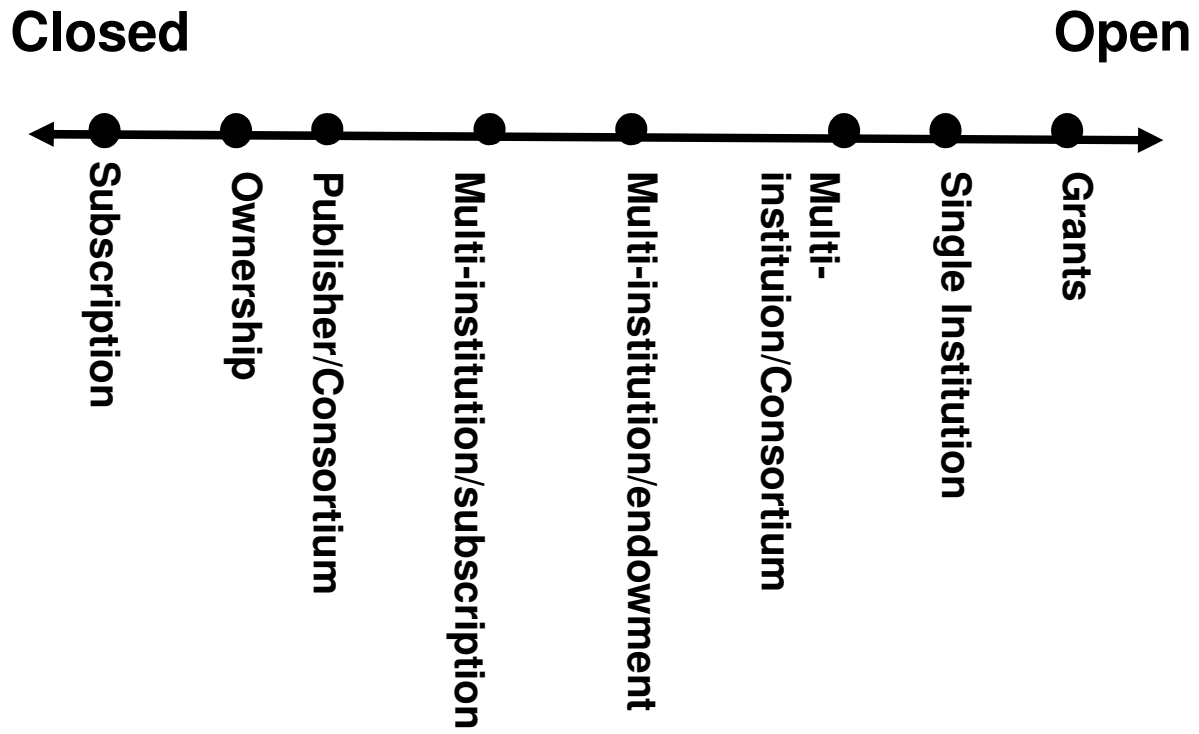 Closed
Open
Subscription
Ownership
Publisher/Consortium
Multi-institution/subscription
Multi-institution/endowment
Multi-
instituion/Consortium
Single Institution
Grants